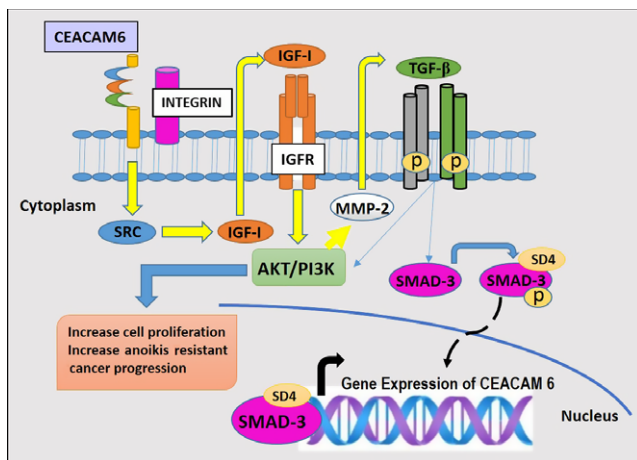 CEACAM6
IGF-I
TGF-β
INTEGRIN
IGFR
P
P
Cytoplasm
MMP-2
SRC
IGF-I
AKT/PI3K
SD4
SMAD-3
SMAD-3
P
Increase cell proliferation
Increase anoikis resistant
cancer progression
Gene Expression of CEACAM 6
SD4
SMAD-3
Nucleus